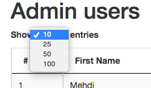 Admin users
Show 10 entries
25
50
100
# First Name
1 Mehdi